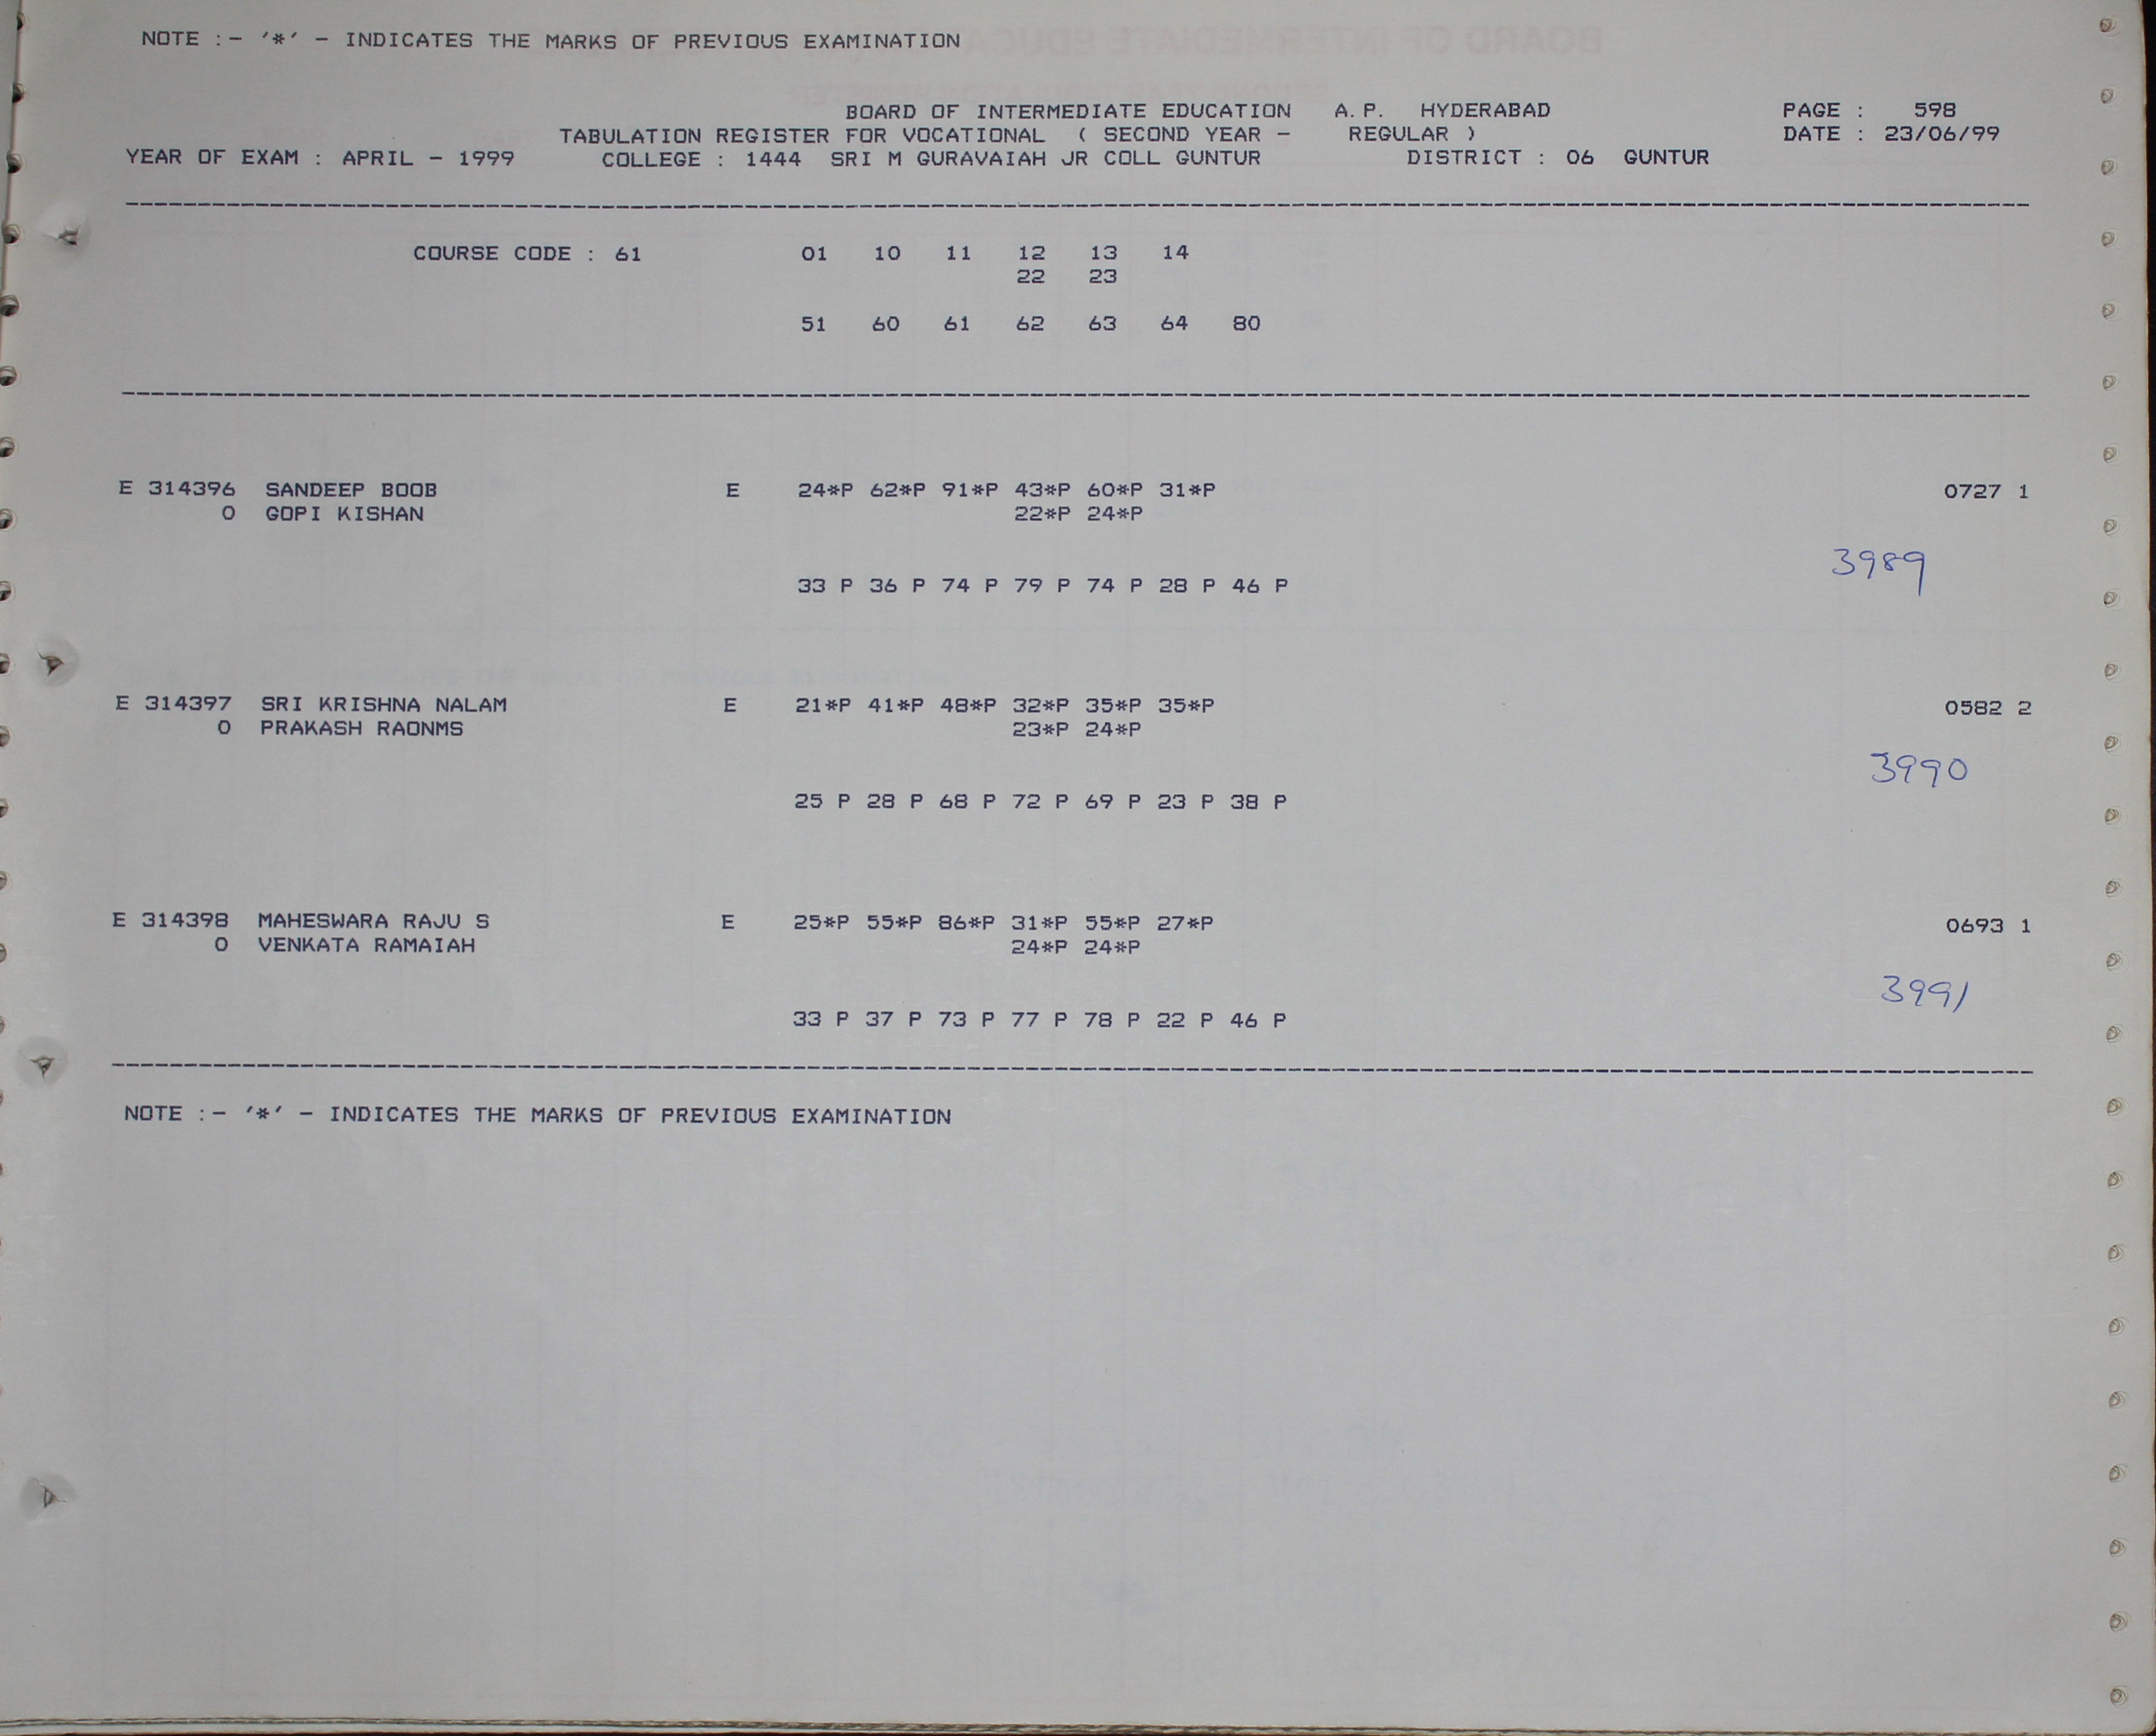 NOTE :- '*' - INDICATES THE MARKS OF PREVIOUS EXAMINATION
BOARD OF INTERMEDIATE EDUCATION A.P. HYDERABAD PAGE : 598
TABULATION REGISTER FOR VOCATIONAL ( SECOND YEAR - REGULAR ) DATE : 23/06/99
YEAR OF EXAM : APRIL - 1999 COLLEGE : 1444 SRI M GURAVAIAH JR COLL GUNTUR DISTRICT : 06 GUNTUR
COURSE CODE : 61 01 10 11 12 13 14
22 23
51 60 61 62 63 64 80
E 314396 SANDEEP BOOB E 24*P 62*P 91*P 43*P 60*P 31*P 0727 1
0 GOPI KISHAN 22*P 24*P
3989
33 P 36 P 74 P 79 P 74 P 28 P 46 P
E 314397 SRI KRISHNA NALAM E 21*P 41*P 48*P 32*P 35*P 35*P 0582 2
0 PRAKASH RAONMS 23*P 24*P
3990
25 P 28 P 68 P 72 P 69 P 23 P 38 P
E 314398 MAHESWARA RAJU S E 25*P 55*P 86*P 31*P 55*P 27*P 0693 1
0 VENKATA RAMAIAH 24*P 24*P
3991
33 P 37 P 73 P 77 P 78 P 22 P 46 P
NOTE :- '*' - INDICATES THE MARKS OF PREVIOUS EXAMINATION